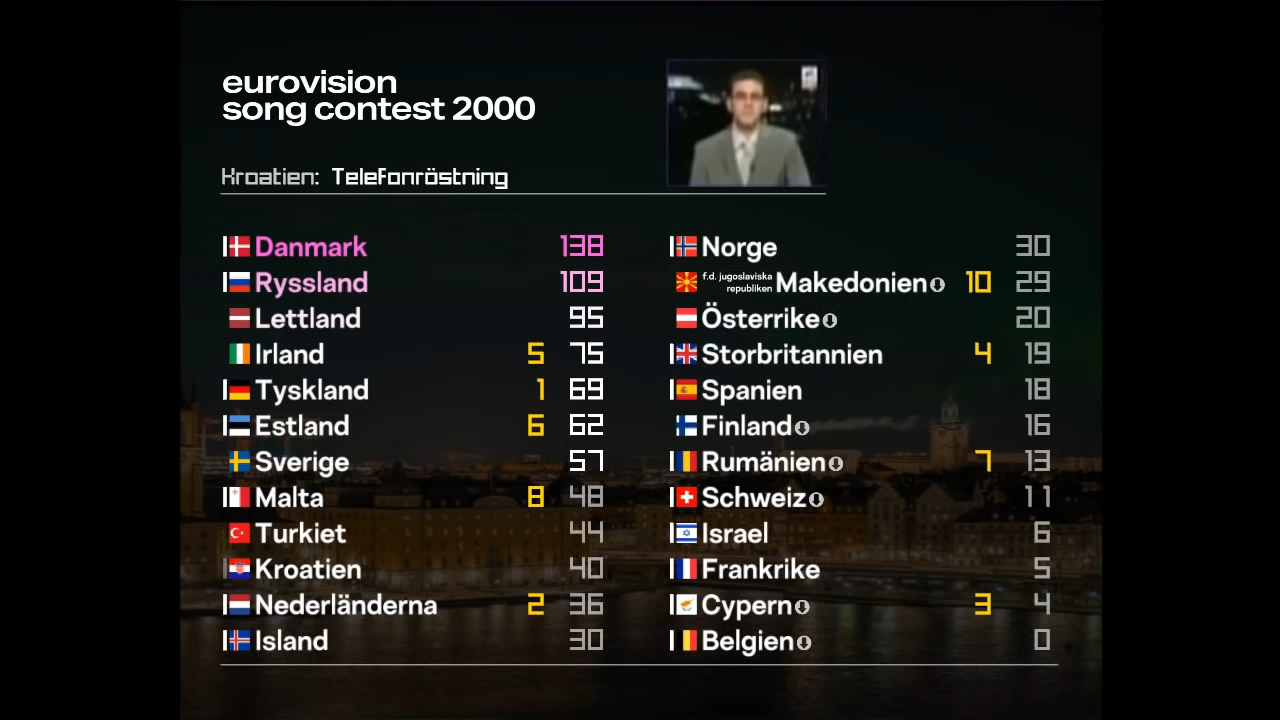 eurovision
song contest 2000
Kroatien: Telefonröstning
Danmark 138
Ryssland 109
Lettland 95
Irland 5 75
Tyskland 1 69
Estland 6 62
Sverige 57
Malta 8 48
Turkiet 44
Kroatien 40
Nederländerna 2 36
Island 30
Norge 30
f.d. jugoslaviska
republiken Makedonien 10 29
Österrike 20
Storbritannien 4 19
Spanien 18
Finland 16
Rumänien 7 13
Schweiz 11
Israel 6
Frankrike 5
Cypern 3 4
Belgien 0